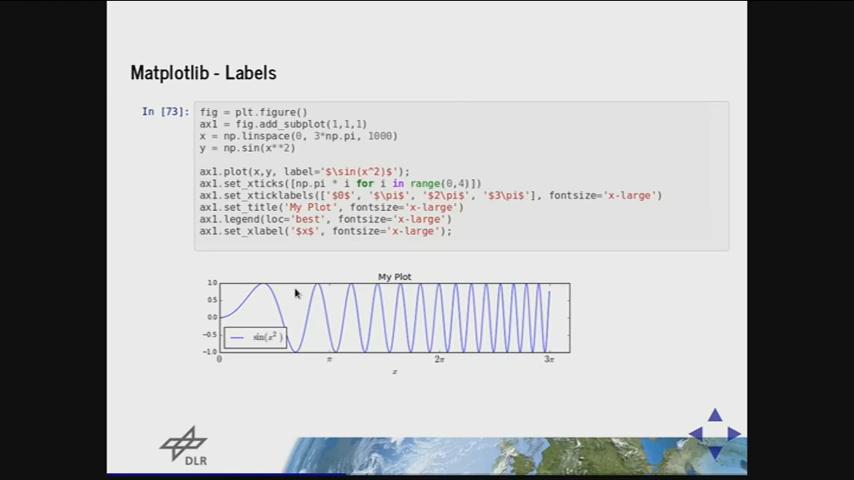 Matplotlib - Labels
In [73]:
fig = plt.figure()
ax1 = fig.add_subplot(1,1,1)
x = np.linspace(0, 3*np.pi, 1000)
y = np.sin(x**2)
ax1.plot(x,y, label='$\sin(x^2)$');
ax1.set_xticks([np.pi * i for i in range(0,4)])
ax1.set_xticklabels(['$0$', '$\pi$', '$2\pi$', '$3\pi$'], fontsize='x-large')
ax1.set_title('My Plot', fontsize='x-large')
ax1.legend(loc='best', fontsize='x-large')
ax1.set_xlabel('$x$', fontsize='x-large');
My Plot
1.0
0.5
0.0
−0.5
−1.0
sin(x²)
0 π 2π 3π
x
DLR